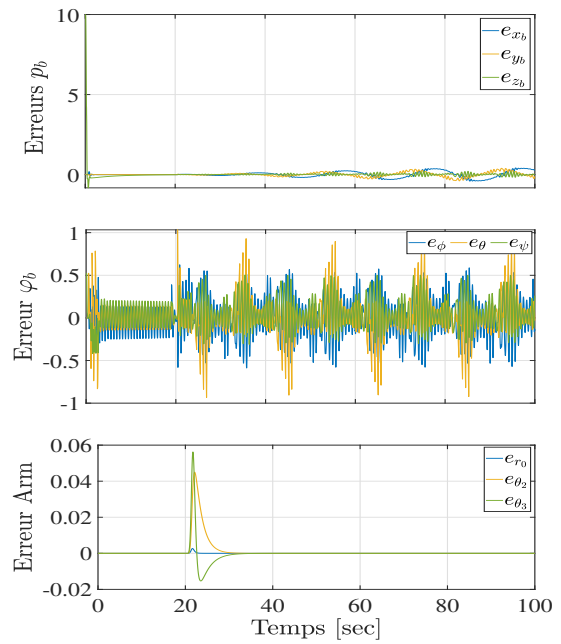 10
5
0
Erreurs p_b
e_{x_b}
e_{y_b}
e_{z_b}
1
0.5
0
-0.5
-1
Erreur φ_b
e_ϕ e_θ e_ψ
0.06
0.04
0.02
0
-0.02
Erreur Arm
e_{r_0}
e_{θ_2}
e_{θ_3}
0 20 40 60 80 100
Temps [sec]